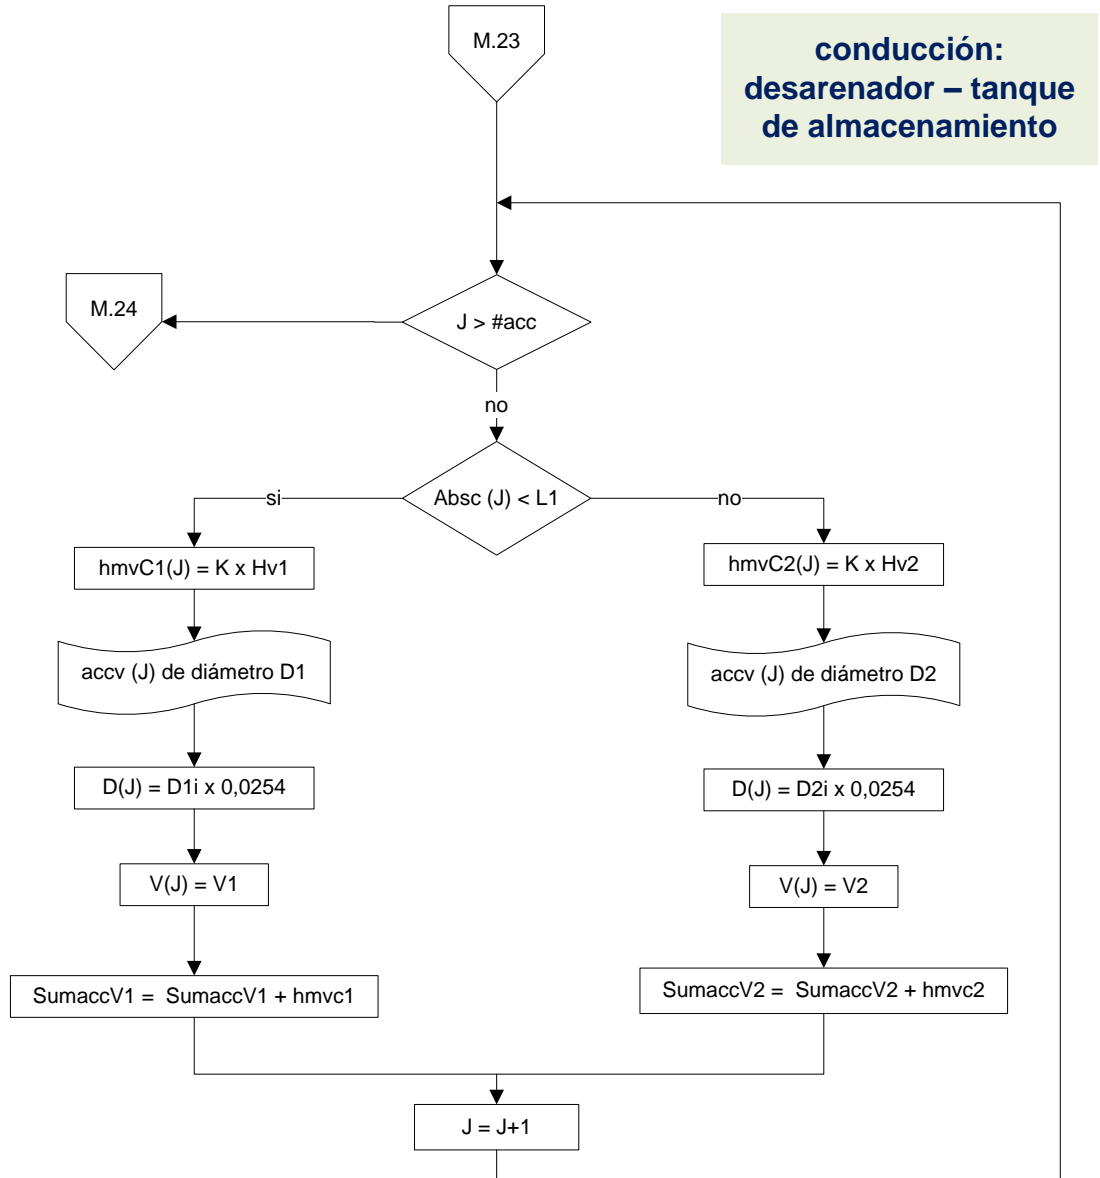 M.23
conducción:
desarenador – tanque
de almacenamiento
M.24
J > #acc
no
Absc (J) < L1
si
no
hmvC1(J) = K x Hv1
hmvC2(J) = K x Hv2
accv (J) de diámetro D1
accv (J) de diámetro D2
D(J) = D1i x 0,0254
D(J) = D2i x 0,0254
V(J) = V1
V(J) = V2
SumaccV1 = SumaccV1 + hmvc1
SumaccV2 = SumaccV2 + hmvc2
J = J+1